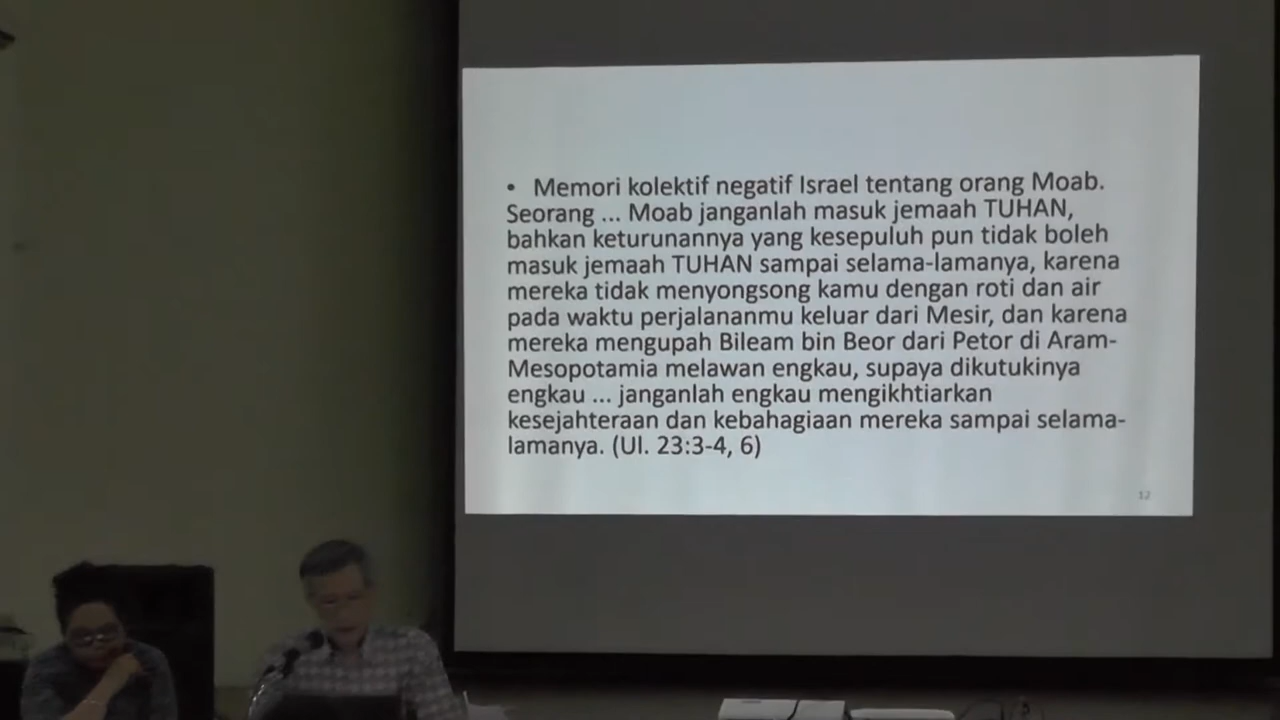 • Memori kolektif negatif Israel tentang orang Moab.
Seorang ... Moab janganlah masuk jemaah TUHAN,
bahkan keturunannya yang kesepuluh pun tidak boleh
masuk jemaah TUHAN sampai selama-lamanya, karena
mereka tidak menyongsong kamu dengan roti dan air
pada waktu perjalananmu keluar dari Mesir, dan karena
mereka mengupah Bileam bin Beor dari Petor di Aram-
Mesopotamia melawan engkau, supaya dikutukinya
engkau ... janganlah engkau mengikhtiarkan
kesejahteraan dan kebahagiaan mereka sampai selama-
lamanya. (Ul. 23:3-4, 6)
12